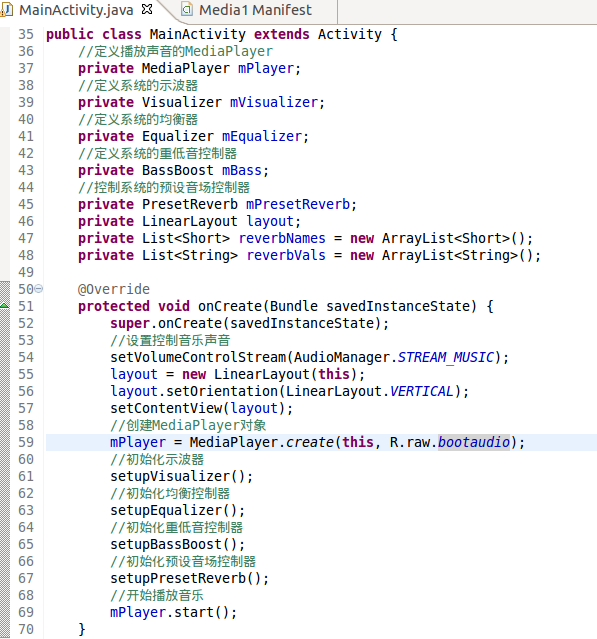 MainActivity.java Media1 Manifest
35 public class MainActivity extends Activity {
36 //定义播放声音的MediaPlayer
37 private MediaPlayer mPlayer;
38 //定义系统的示波器
39 private Visualizer mVisualizer;
40 //定义系统的均衡器
41 private Equalizer mEqualizer;
42 //定义系统的重低音控制器
43 private BassBoost mBass;
44 //控制系统的预设音场控制器
45 private PresetReverb mPresetReverb;
46 private LinearLayout layout;
47 private List<Short> reverbNames = new ArrayList<Short>();
48 private List<String> reverbVals = new ArrayList<String>();
49
50 @Override
51 protected void onCreate(Bundle savedInstanceState) {
52 super.onCreate(savedInstanceState);
53 //设置控制音乐声音
54 setVolumeControlStream(AudioManager.STREAM_MUSIC);
55 layout = new LinearLayout(this);
56 layout.setOrientation(LinearLayout.VERTICAL);
57 setContentView(layout);
58 //创建MediaPlayer对象
59 mPlayer = MediaPlayer.create(this, R.raw.bootaudio);
60 //初始化示波器
61 setupVisualizer();
62 //初始化均衡控制器
63 setupEqualizer();
64 //初始化重低音控制器
65 setupBassBoost();
66 //初始化预设音场控制器
67 setupPresetReverb();
68 //开始播放音乐
69 mPlayer.start();
70 }